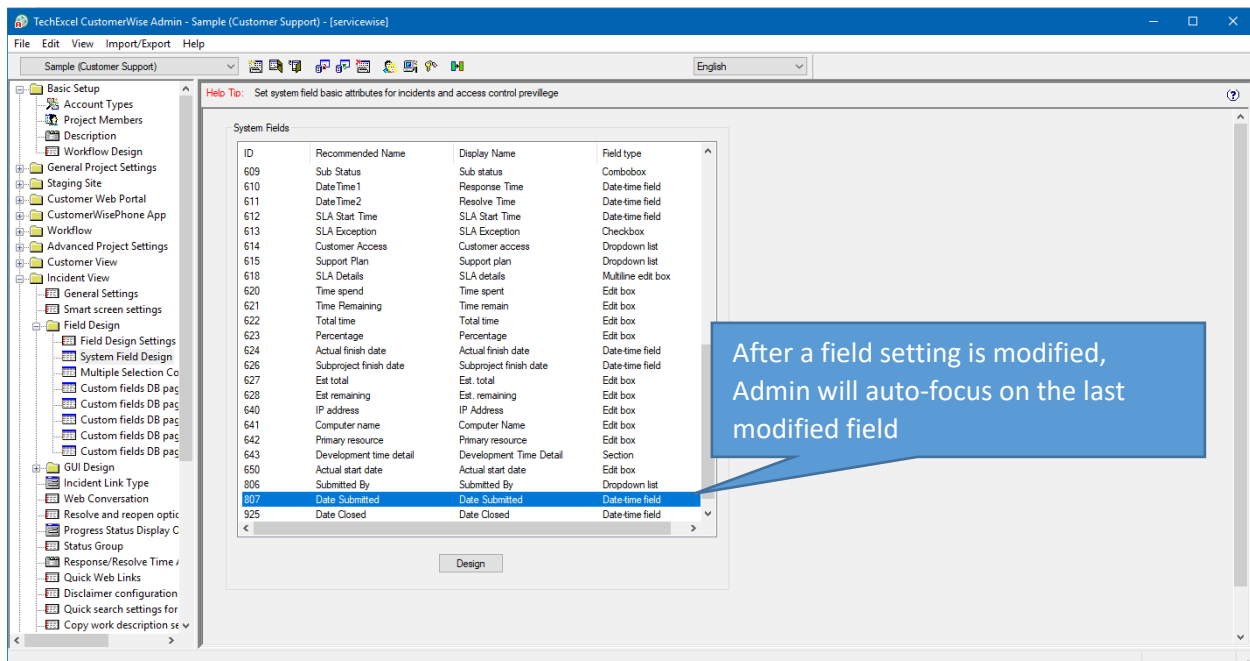 TechExcel CustomerWise Admin - Sample (Customer Support) - [servicewise]
File Edit View Import/Export Help
Sample (Customer Support) English
Basic Setup
Account Types
Project Members
Description
Workflow Design
General Project Settings
Staging Site
Customer Web Portal
CustomerWisePhone App
Workflow
Advanced Project Settings
Customer View
Incident View
General Settings
Smart screen settings
Field Design
Field Design Settings
System Field Design
Multiple Selection Co
Custom fields DB pag
Custom fields DB pag
Custom fields DB pag
Custom fields DB pag
Custom fields DB pag
GUI Design
Incident Link Type
Web Conversation
Resolve and reopen optic
Progress Status Display C
Status Group
Response/Resolve Time A
Quick Web Links
Disclaimer configuration
Quick search settings for
Copy work description se
Help Tip: Set system field basic attributes for incidents and access control previllege
System Fields
ID Recommended Name Display Name Field type
609 Sub Status Sub status Combobox
610 DateTime1 Response Time Date-time field
611 DateTime2 Resolve Time Date-time field
612 SLA Start Time SLA Start Time Date-time field
613 SLA Exception SLA Exception Checkbox
614 Customer Access Customer access Dropdown list
615 Support Plan Support plan Dropdown list
618 SLA Details SLA details Multiline edit box
620 Time spend Time spent Edit box
621 Time Remaining Time remain Edit box
622 Total time Total time Edit box
623 Percentage Percentage Edit box
624 Actual finish date Actual finish date Date-time field
626 Subproject finish date Subproject finish date Date-time field
627 Est total Est. total Edit box
628 Est remaining Est. remaining Edit box
640 IP address IP Address Edit box
641 Computer name Computer Name Edit box
642 Primary resource Primary resource Edit box
643 Development time detail Development Time Detail Section
650 Actual start date Actual start date Edit box
806 Submitted By Submitted By Dropdown list
807 Date Submitted Date Submitted Date-time field
925 Date Closed Date Closed Date-time field
Design
After a field setting is modified,
Admin will auto-focus on the last
modified field